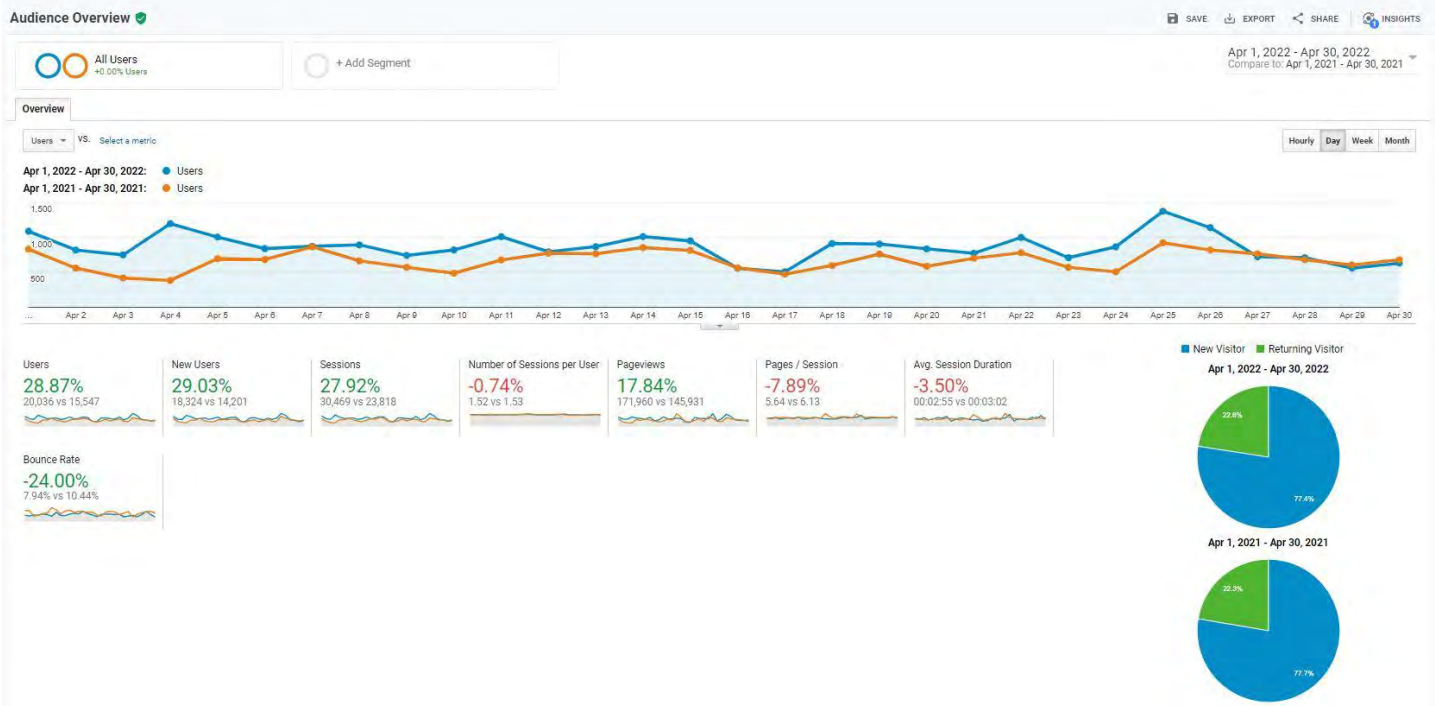 Audience Overview
SAVE EXPORT SHARE INSIGHTS
1
All Users
+0.00% Users
+ Add Segment
Apr 1, 2022 - Apr 30, 2022
Compare to: Apr 1, 2021 - Apr 30, 2021
Overview
Users VS. Select a metric
Hourly Day Week Month
Apr 1, 2022 - Apr 30, 2022: Users
Apr 1, 2021 - Apr 30, 2021: Users
1,500
1,000
500
... Apr 2 Apr 3 Apr 4 Apr 5 Apr 6 Apr 7 Apr 8 Apr 9 Apr 10 Apr 11 Apr 12 Apr 13 Apr 14 Apr 15 Apr 16 Apr 17 Apr 18 Apr 19 Apr 20 Apr 21 Apr 22 Apr 23 Apr 24 Apr 25 Apr 26 Apr 27 Apr 28 Apr 29 Apr 30
Users
28.87%
20,036 vs 15,547
New Users
29.03%
18,324 vs 14,201
Sessions
27.92%
30,469 vs 23,818
Number of Sessions per User
-0.74%
1.52 vs 1.53
Pageviews
17.84%
171,960 vs 145,931
Pages / Session
-7.89%
5.64 vs 6.13
Avg. Session Duration
-3.50%
00:02:55 vs 00:03:02
Bounce Rate
-24.00%
7.94% vs 10.44%
New Visitor Returning Visitor
Apr 1, 2022 - Apr 30, 2022
22.6%
77.4%
Apr 1, 2021 - Apr 30, 2021
22.3%
77.7%